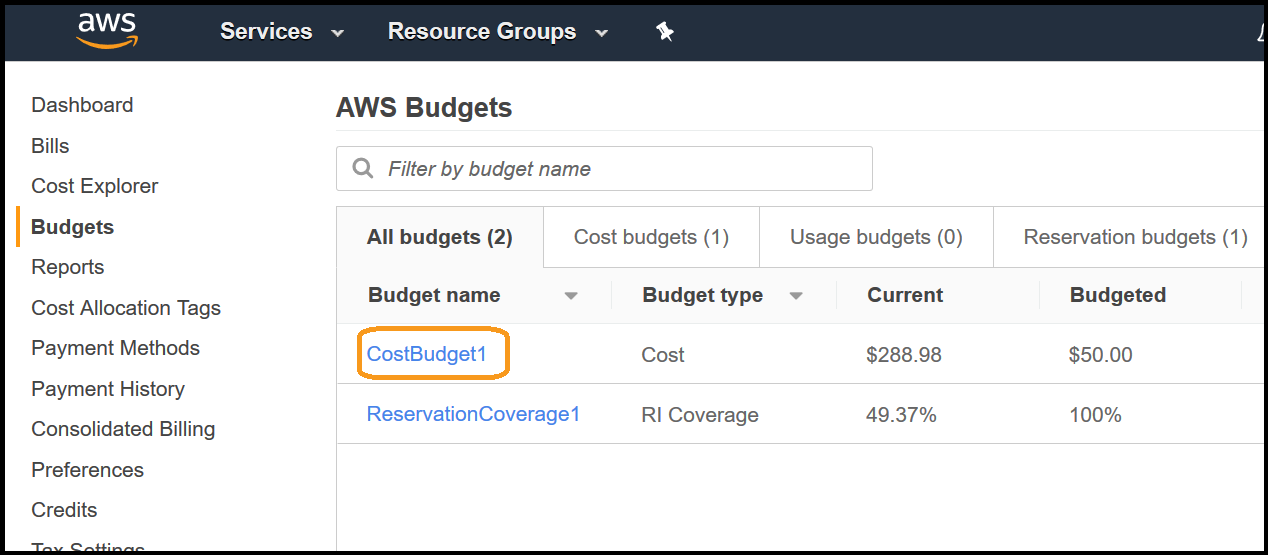 aws Services Resource Groups
Dashboard
Bills
Cost Explorer
Budgets
Reports
Cost Allocation Tags
Payment Methods
Payment History
Consolidated Billing
Preferences
Credits
Tax Settings
AWS Budgets
Filter by budget name
All budgets (2) Cost budgets (1) Usage budgets (0) Reservation budgets (1)
Budget name Budget type Current Budgeted
CostBudget1 Cost $288.98 $50.00
ReservationCoverage1 RI Coverage 49.37% 100%